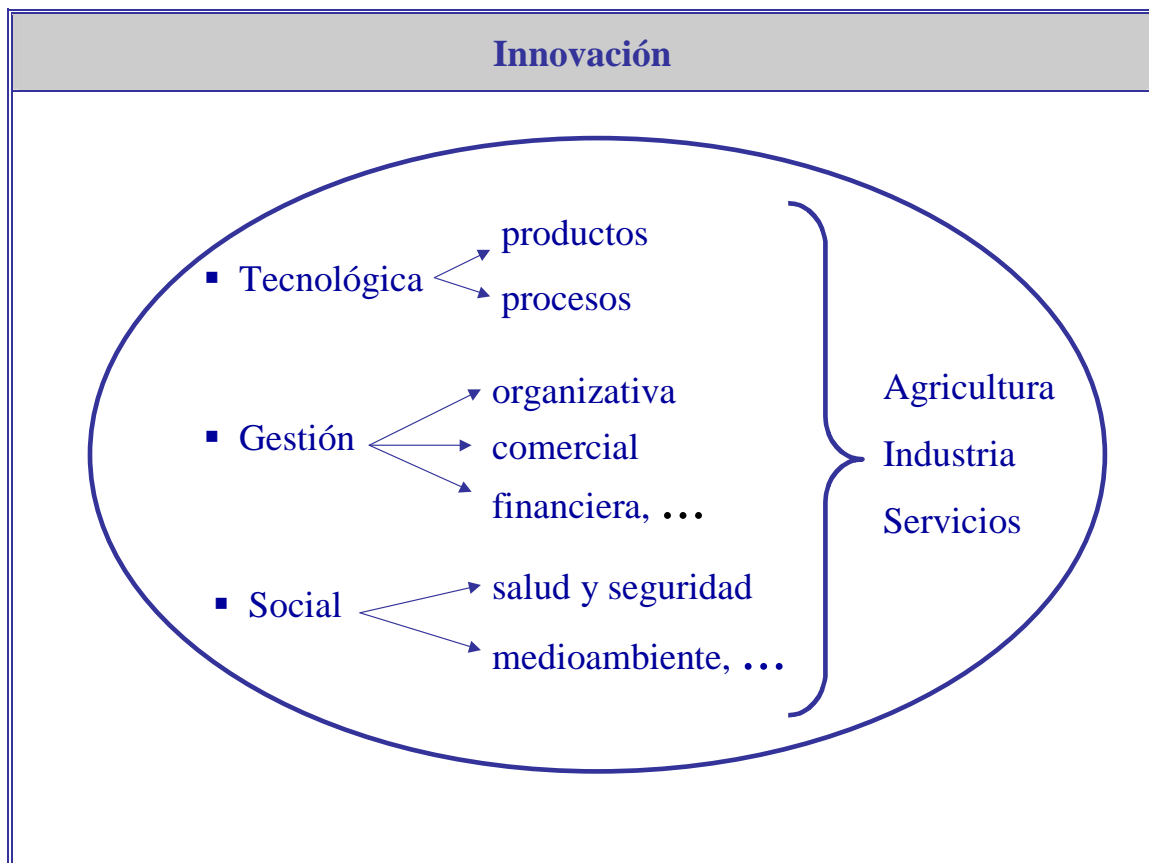 Innovación
productos
▪ Tecnológica
procesos
organizativa
▪ Gestión
comercial
financiera, ...
salud y seguridad
▪ Social
medioambiente, ...
Agricultura
Industria
Servicios